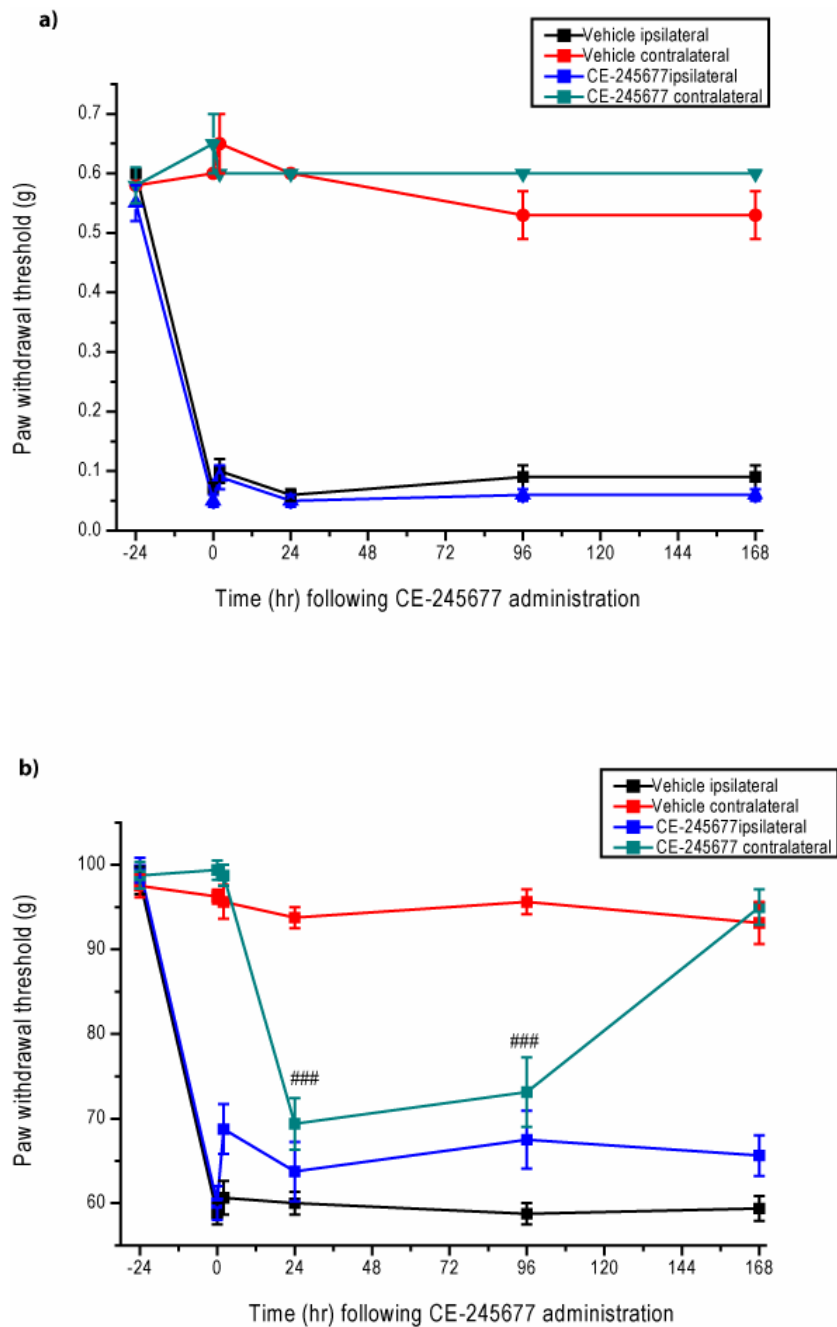 a)
Vehicle ipsilateral
Vehicle contralateral
CE-245677ipsilateral
CE-245677 contralateral
0.7
0.6
0.5
0.4
0.3
0.2
0.1
0.0
Paw withdrawal threshold (g)
-24 0 24 48 72 96 120 144 168
Time (hr) following CE-245677 administration
b)
Vehicle ipsilateral
Vehicle contralateral
CE-245677ipsilateral
CE-245677 contralateral
100
90
80
70
60
Paw withdrawal threshold (g)
###
###
-24 0 24 48 72 96 120 144 168
Time (hr) following CE-245677 administration